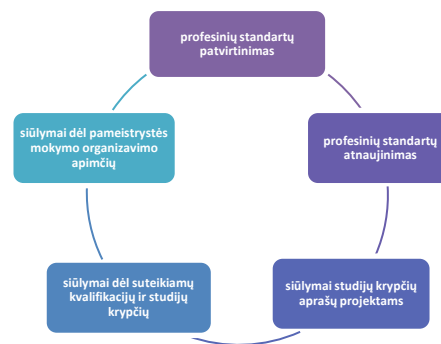 profesinių standartų
patvirtinimas
profesinių standartų
atnaujinimas
siūlymai studijų krypčių
aprašų projektams
siūlymai dėl suteikiamų
kvalifikacijų ir studijų
krypčių
siūlymai dėl pameistrystės
mokymo organizavimo
apimčių